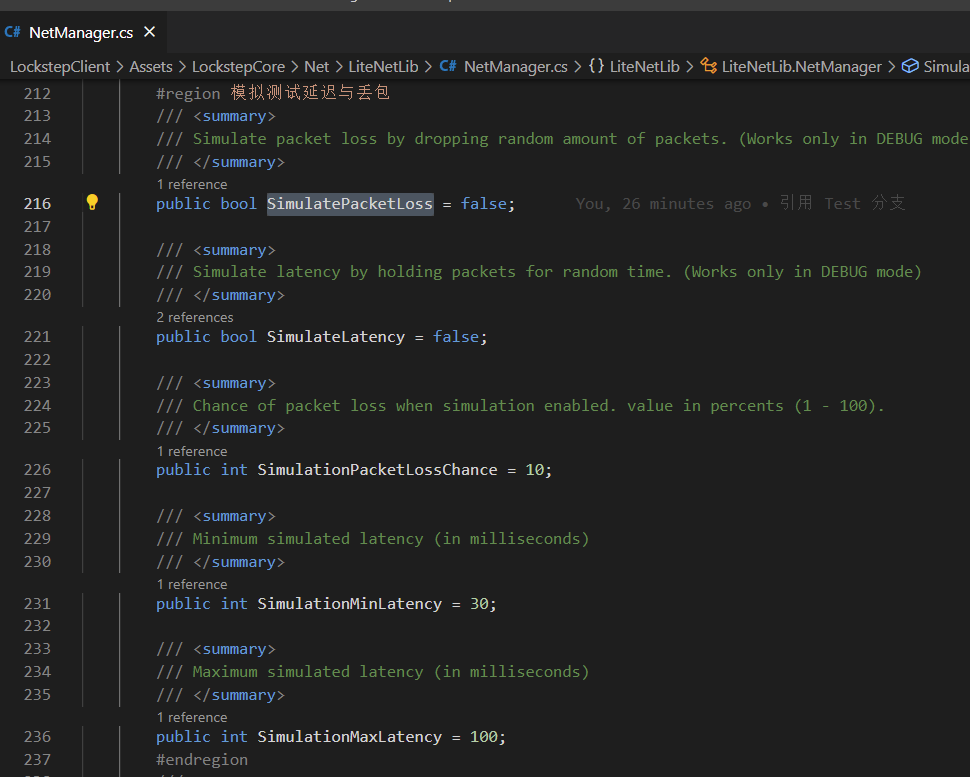 C# NetManager.cs ✕
LockstepClient > Assets > LockstepCore > Net > LiteNetLib > C# NetManager.cs > {} LiteNetLib > LiteNetLib.NetManager > Simula
212 #region 模拟测试延迟与丢包
213 /// <summary>
214 /// Simulate packet loss by dropping random amount of packets. (Works only in DEBUG mode
215 /// </summary>
1 reference
216 public bool SimulatePacketLoss = false; You, 26 minutes ago • 引用 Test 分支
217
218 /// <summary>
219 /// Simulate latency by holding packets for random time. (Works only in DEBUG mode)
220 /// </summary>
2 references
221 public bool SimulateLatency = false;
222
223 /// <summary>
224 /// Chance of packet loss when simulation enabled. value in percents (1 - 100).
225 /// </summary>
1 reference
226 public int SimulationPacketLossChance = 10;
227
228 /// <summary>
229 /// Minimum simulated latency (in milliseconds)
230 /// </summary>
1 reference
231 public int SimulationMinLatency = 30;
232
233 /// <summary>
234 /// Maximum simulated latency (in milliseconds)
235 /// </summary>
1 reference
236 public int SimulationMaxLatency = 100;
237 #endregion